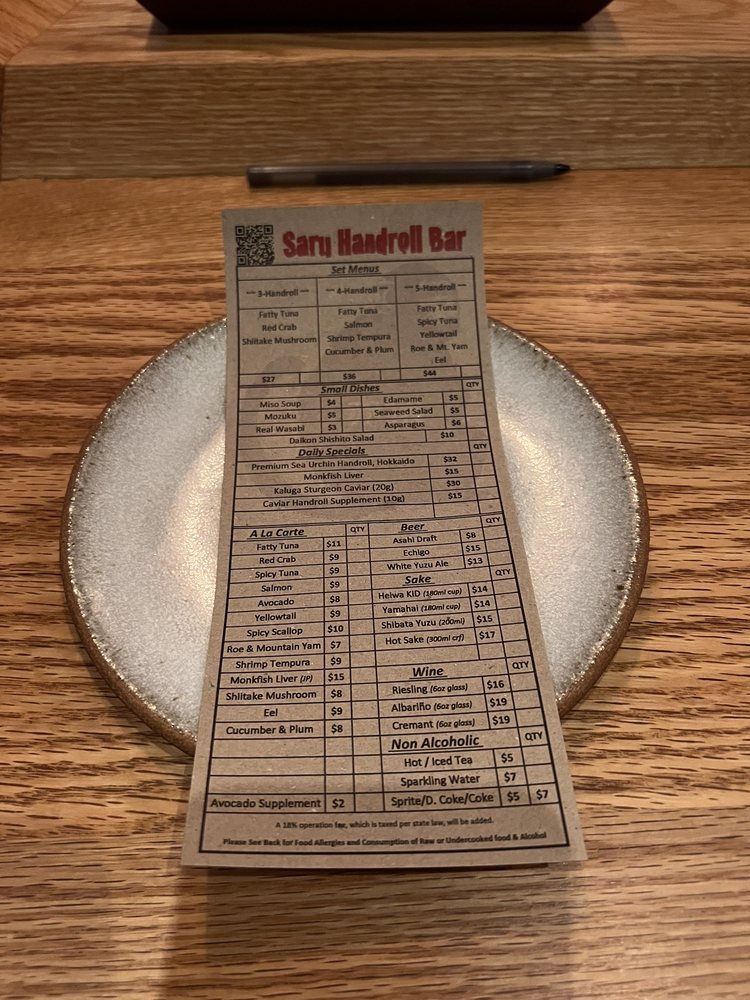 Saru Handroll Bar
Set Menus
~~ 3-Handroll ~~ ~~ 4-Handroll ~~ ~~ 5-Handroll ~~
Fatty Tuna Fatty Tuna Fatty Tuna
Red Crab Salmon Spicy Tuna
Shiitake Mushroom Shrimp Tempura Yellowtail
Cucumber & Plum Roe & Mt. Yam
Eel
$27 $36 $44
Small Dishes QTY
Miso Soup $4 Edamame $5
Mozuku $5 Seaweed Salad $5
Real Wasabi $3 Asparagus $6
Daikon Shishito Salad $10
Daily Specials QTY
Premium Sea Urchin Handroll, Hokkaido $32
Monkfish Liver $15
Kaluga Sturgeon Caviar (20g) $30
Caviar Handroll Supplement (10g) $15
A La Carte QTY
Fatty Tuna $11
Red Crab $9
Spicy Tuna $9
Salmon $9
Avocado $8
Yellowtail $9
Spicy Scallop $10
Roe & Mountain Yam $7
Shrimp Tempura $9
Monkfish Liver (JP) $15
Shiitake Mushroom $8
Eel $9
Cucumber & Plum $8
Avocado Supplement $2
Beer QTY
Asahi Draft $8
Echigo $15
White Yuzu Ale $13
Sake QTY
Heiwa KID (180ml cup) $14
Yamahai (180ml cup) $14
Shibata Yuzu (200ml) $15
Hot Sake (300ml crf) $17
Wine QTY
Riesling (6oz glass) $16
Albariño (6oz glass) $19
Cremant (6oz glass) $19
Non Alcoholic QTY
Hot / Iced Tea $5
Sparkling Water $7
Sprite/D. Coke/Coke $5 $7
A 18% operation fee, which is taxed per state law, will be added.
Please See Back for Food Allergies and Consumption of Raw or Undercooked food & Alcohol